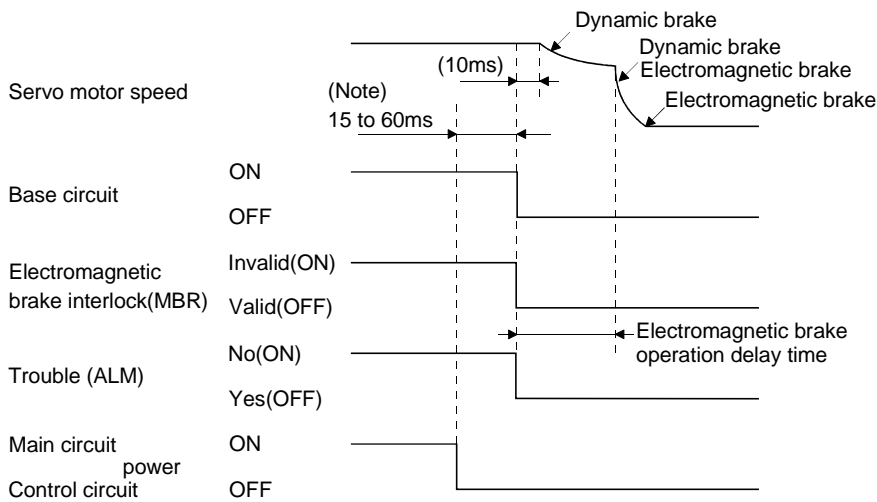 Dynamic brake
Dynamic brake
Electromagnetic brake
Electromagnetic brake
(10ms)
Servo motor speed
(Note)
15 to 60ms
Base circuit
ON
OFF
Electromagnetic
brake interlock(MBR)
Invalid(ON)
Valid(OFF)
Electromagnetic brake
operation delay time
Trouble (ALM)
No(ON)
Yes(OFF)
Main circuit
power
Control circuit
ON
OFF